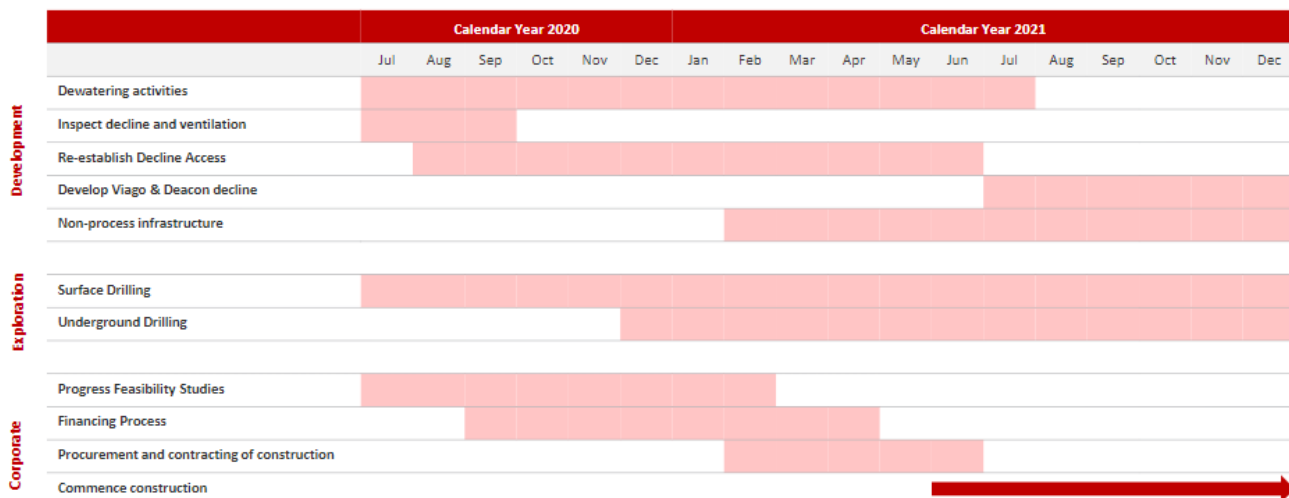 Calendar Year 2020 Calendar Year 2021
Jul Aug Sep Oct Nov Dec Jan Feb Mar Apr May Jun Jul Aug Sep Oct Nov Dec
Development
Dewatering activities
Inspect decline and ventilation
Re-establish Decline Access
Develop Viago & Deacon decline
Non-process infrastructure
Exploration
Surface Drilling
Underground Drilling
Corporate
Progress Feasibility Studies
Financing Process
Procurement and contracting of construction
Commence construction